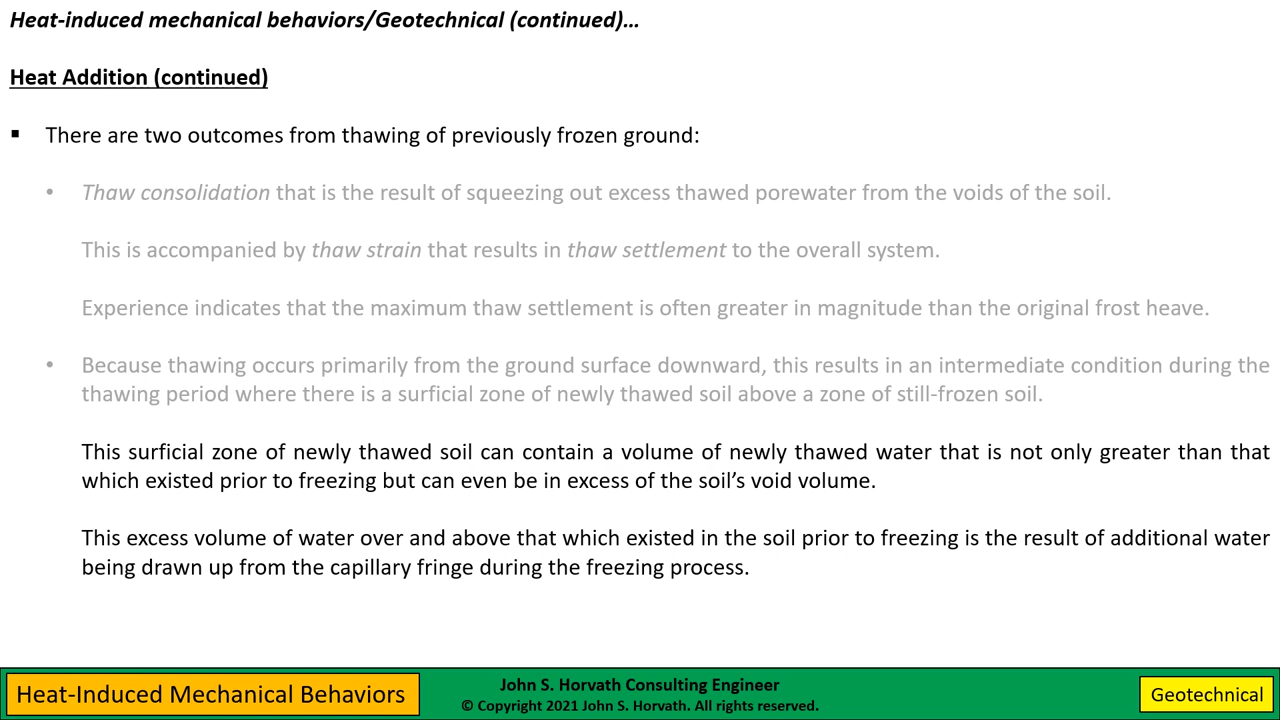 Heat-induced mechanical behaviors/Geotechnical (continued)…
Heat Addition (continued)
▪ There are two outcomes from thawing of previously frozen ground:
• Thaw consolidation that is the result of squeezing out excess thawed porewater from the voids of the soil.
This is accompanied by thaw strain that results in thaw settlement to the overall system.
Experience indicates that the maximum thaw settlement is often greater in magnitude than the original frost heave.
• Because thawing occurs primarily from the ground surface downward, this results in an intermediate condition during the
thawing period where there is a surficial zone of newly thawed soil above a zone of still-frozen soil.
This surficial zone of newly thawed soil can contain a volume of newly thawed water that is not only greater than that
which existed prior to freezing but can even be in excess of the soil’s void volume.
This excess volume of water over and above that which existed in the soil prior to freezing is the result of additional water
being drawn up from the capillary fringe during the freezing process.
Heat-Induced Mechanical Behaviors
John S. Horvath Consulting Engineer
© Copyright 2021 John S. Horvath. All rights reserved.
Geotechnical